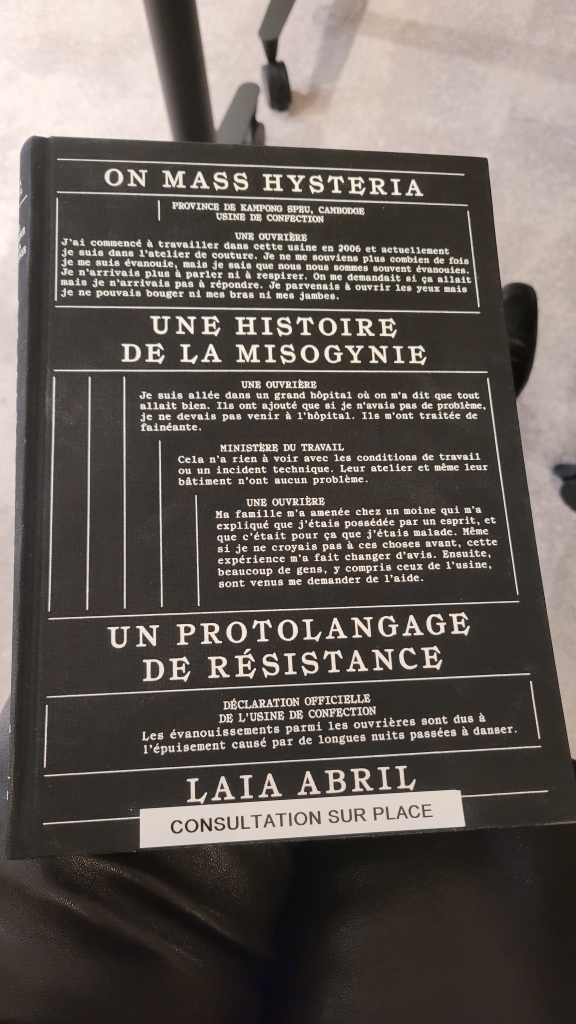 ON MASS HYSTERIA
PROVINCE DE KAMPONG SPEU, CAMBODGE
USINE DE CONFECTION
UNE OUVRIÈRE
J'ai commencé à travailler dans cette usine en 2006 et actuellement
je suis dans l'atelier de couture. Je ne me souviens plus combien de fois
je me suis évanouie, mais je sais que nous nous sommes souvent évanouies.
Je n'arrivais plus à parler ni à respirer. On me demandait si ça allait
mais je n'arrivais pas à répondre. Je parvenais à ouvrir les yeux mais
je ne pouvais bouger ni mes bras ni mes jambes.
UNE HISTOIRE
DE LA MISOGYNIE
UNE OUVRIÈRE
Je suis allée dans un grand hôpital où on m'a dit que tout
allait bien. Ils ont ajouté que si je n'avais pas de problème,
je ne devais pas venir à l'hôpital. Ils m'ont traitée de
fainéante.
MINISTÈRE DU TRAVAIL
Cela n'a rien à voir avec les conditions de travail
ou un incident technique. Leur atelier et même leur
bâtiment n'ont aucun problème.
UNE OUVRIÈRE
Ma famille m'a amenée chez un moine qui m'a
expliqué que j'étais possédée par un esprit, et
que c'était pour ça que j'étais malade. Même
si je ne croyais pas à ces choses avant, cette
expérience m'a fait changer d'avis. Ensuite,
beaucoup de gens, y compris ceux de l'usine,
sont venus me demander de l'aide.
UN PROTOLANGAGE
DE RÉSISTANCE
DÉCLARATION OFFICIELLE
DE L'USINE DE CONFECTION
Les évanouissements parmi les ouvrières sont dus à
l'épuisement causé par de longues nuits passées à danser.
LAIA ABRIL
CONSULTATION SUR PLACE